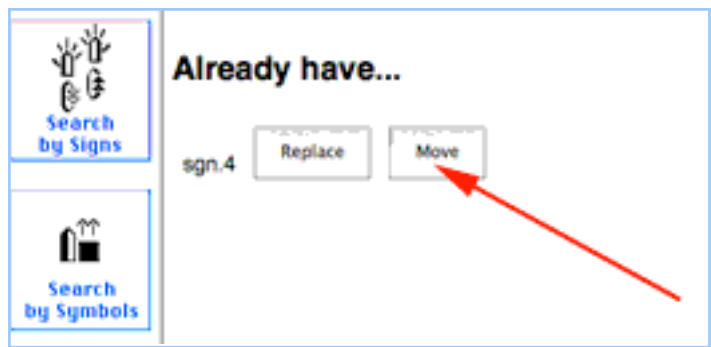 Search
by Signs
Search
by Symbols
Already have...
sgn.4 Replace Move